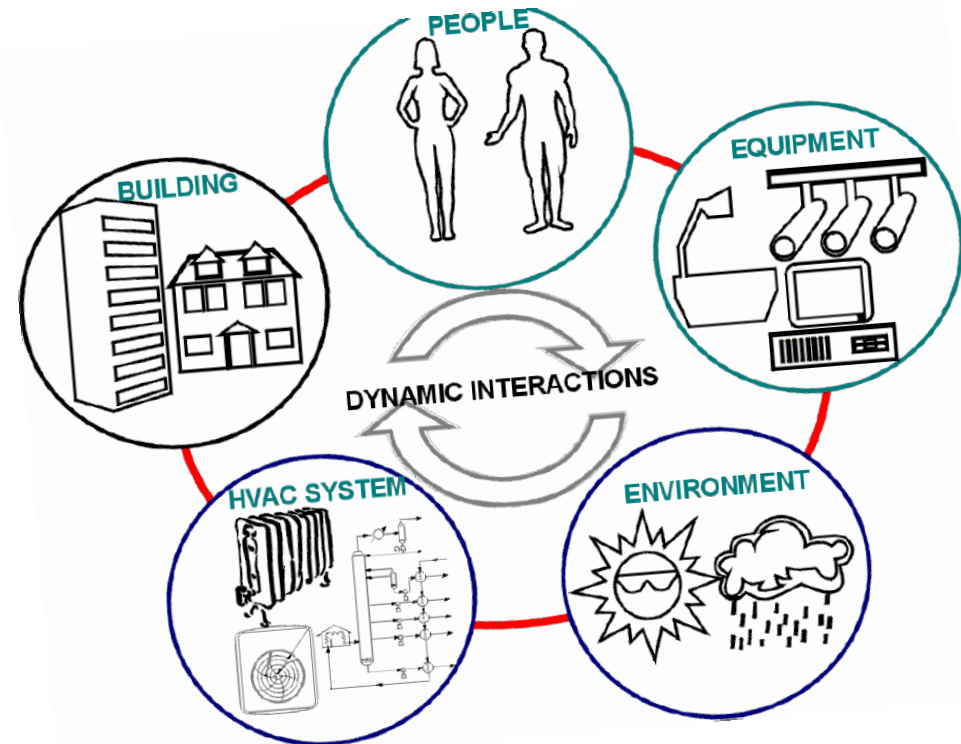 PEOPLE
EQUIPMENT
BUILDING
DYNAMIC INTERACTIONS
HVAC SYSTEM
ENVIRONMENT